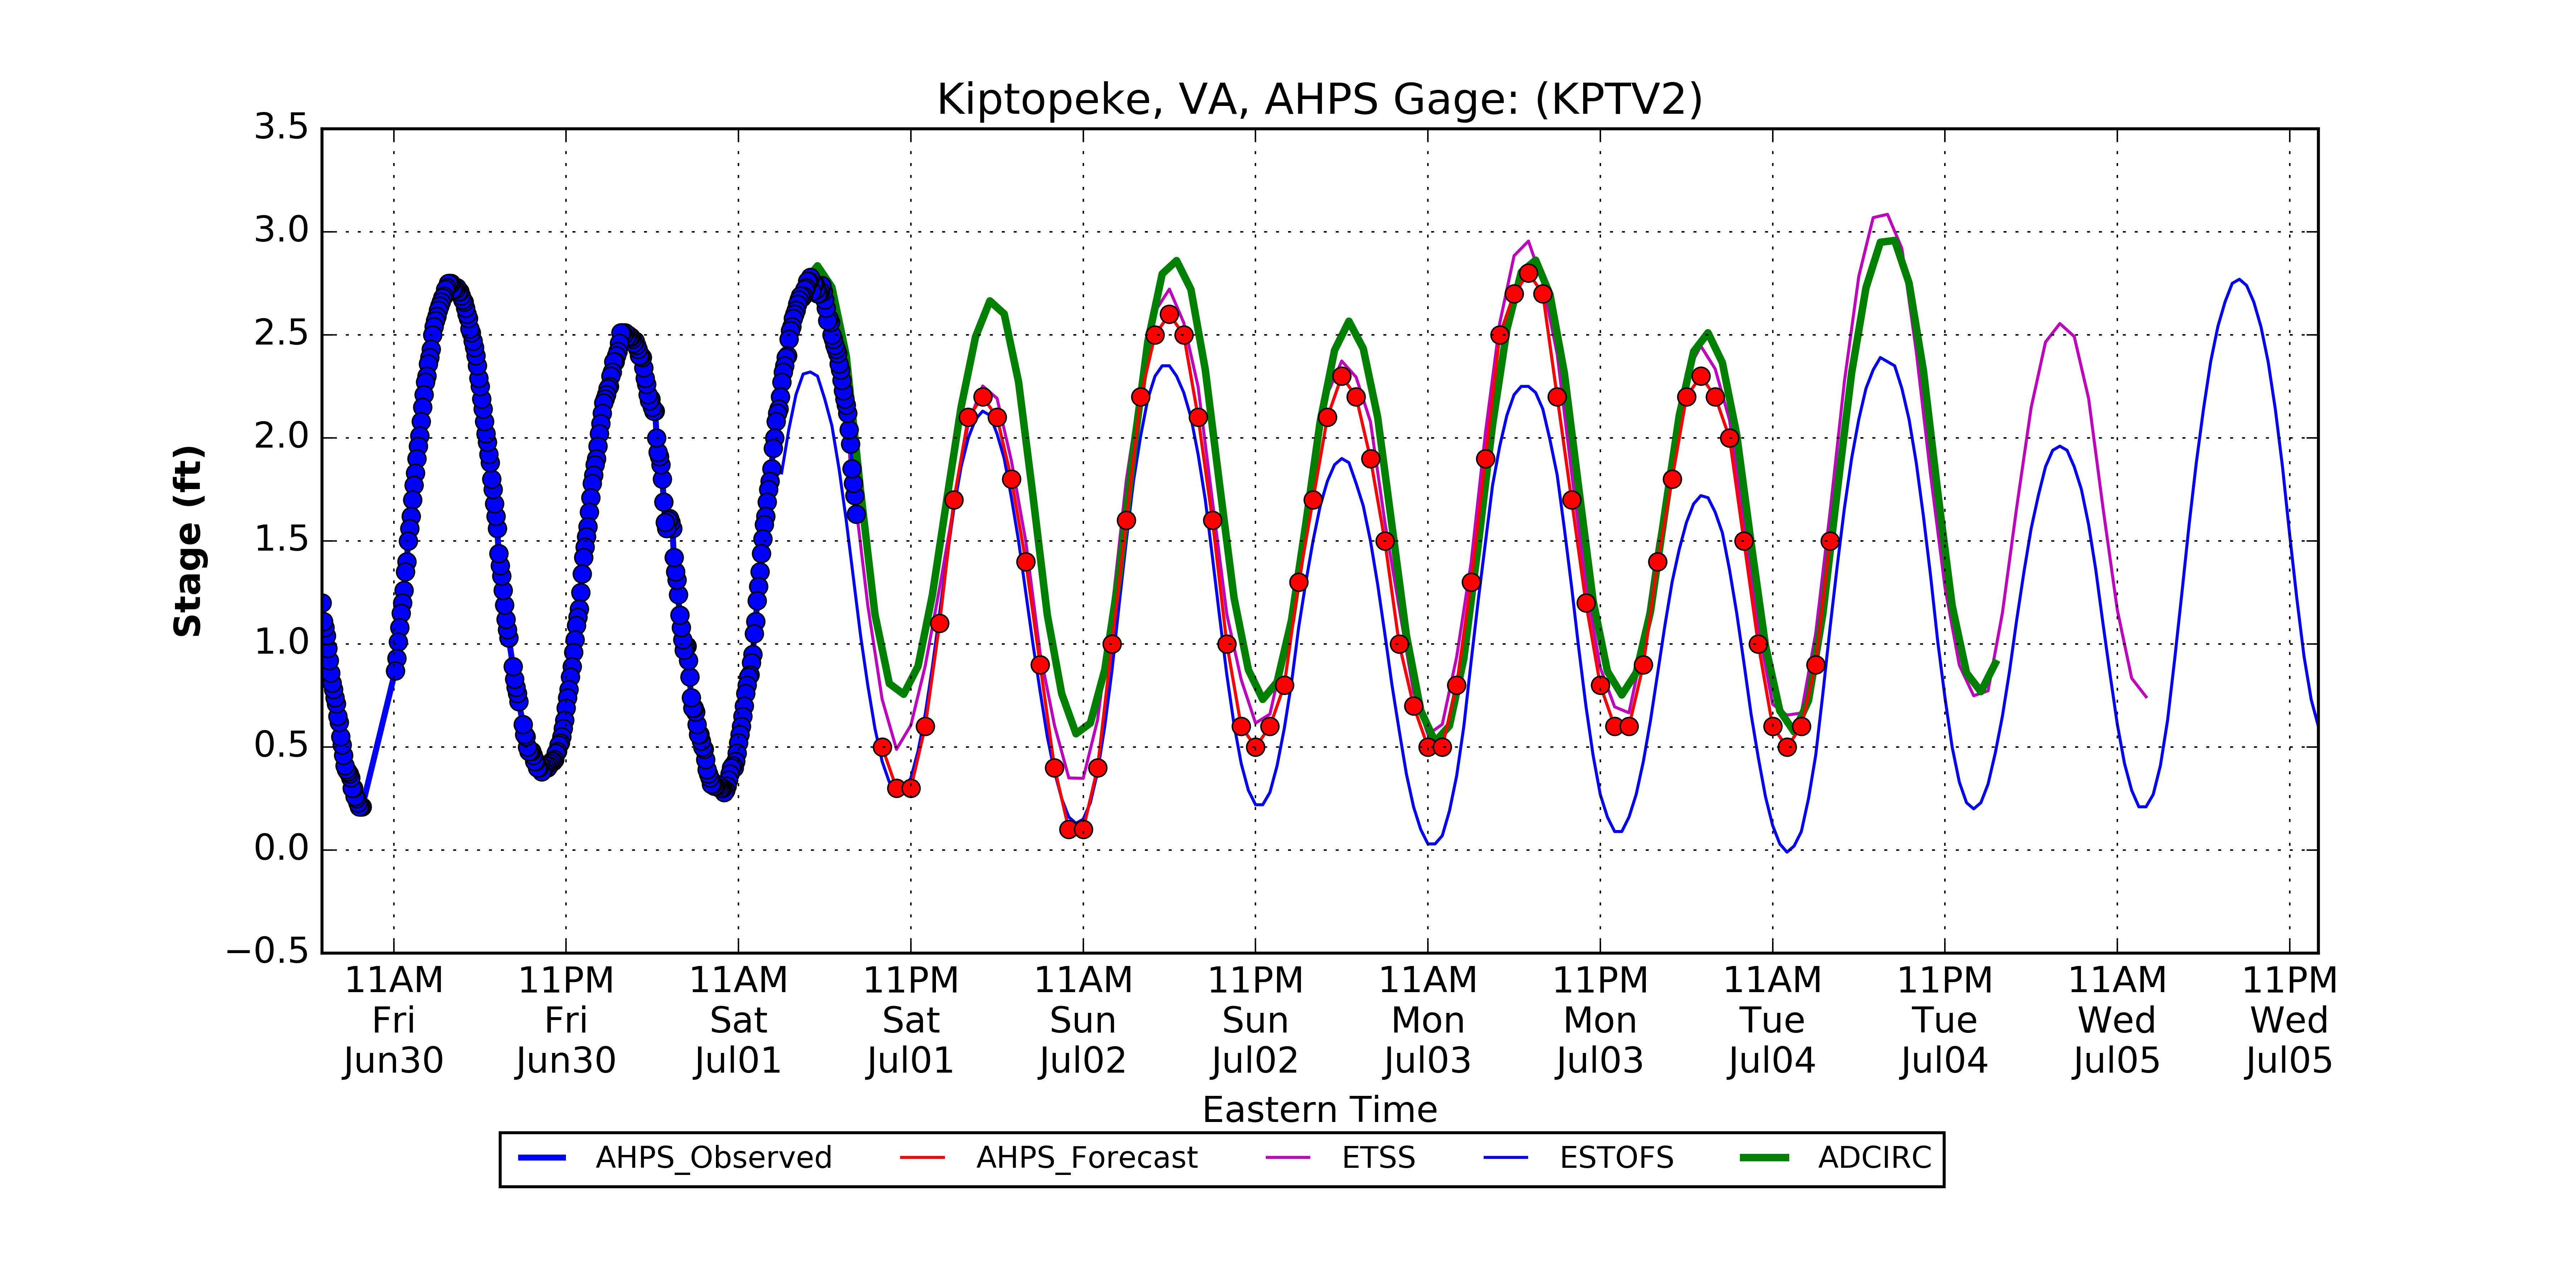 Kiptopeke, VA, AHPS Gage: (KPTV2)
3.5
3.0
2.5
2.0
1.5
1.0
0.5
0.0
−0.5
Stage (ft)
11AM 11PM 11AM 11PM 11AM 11PM 11AM 11PM 11AM 11PM 11AM 11PM
Fri Fri Sat Sat Sun Sun Mon Mon Tue Tue Wed Wed
Jun30 Jun30 Jul01 Jul01 Jul02 Jul02 Jul03 Jul03 Jul04 Jul04 Jul05 Jul05
Eastern Time
AHPS_Observed AHPS_Forecast ETSS ESTOFS ADCIRC